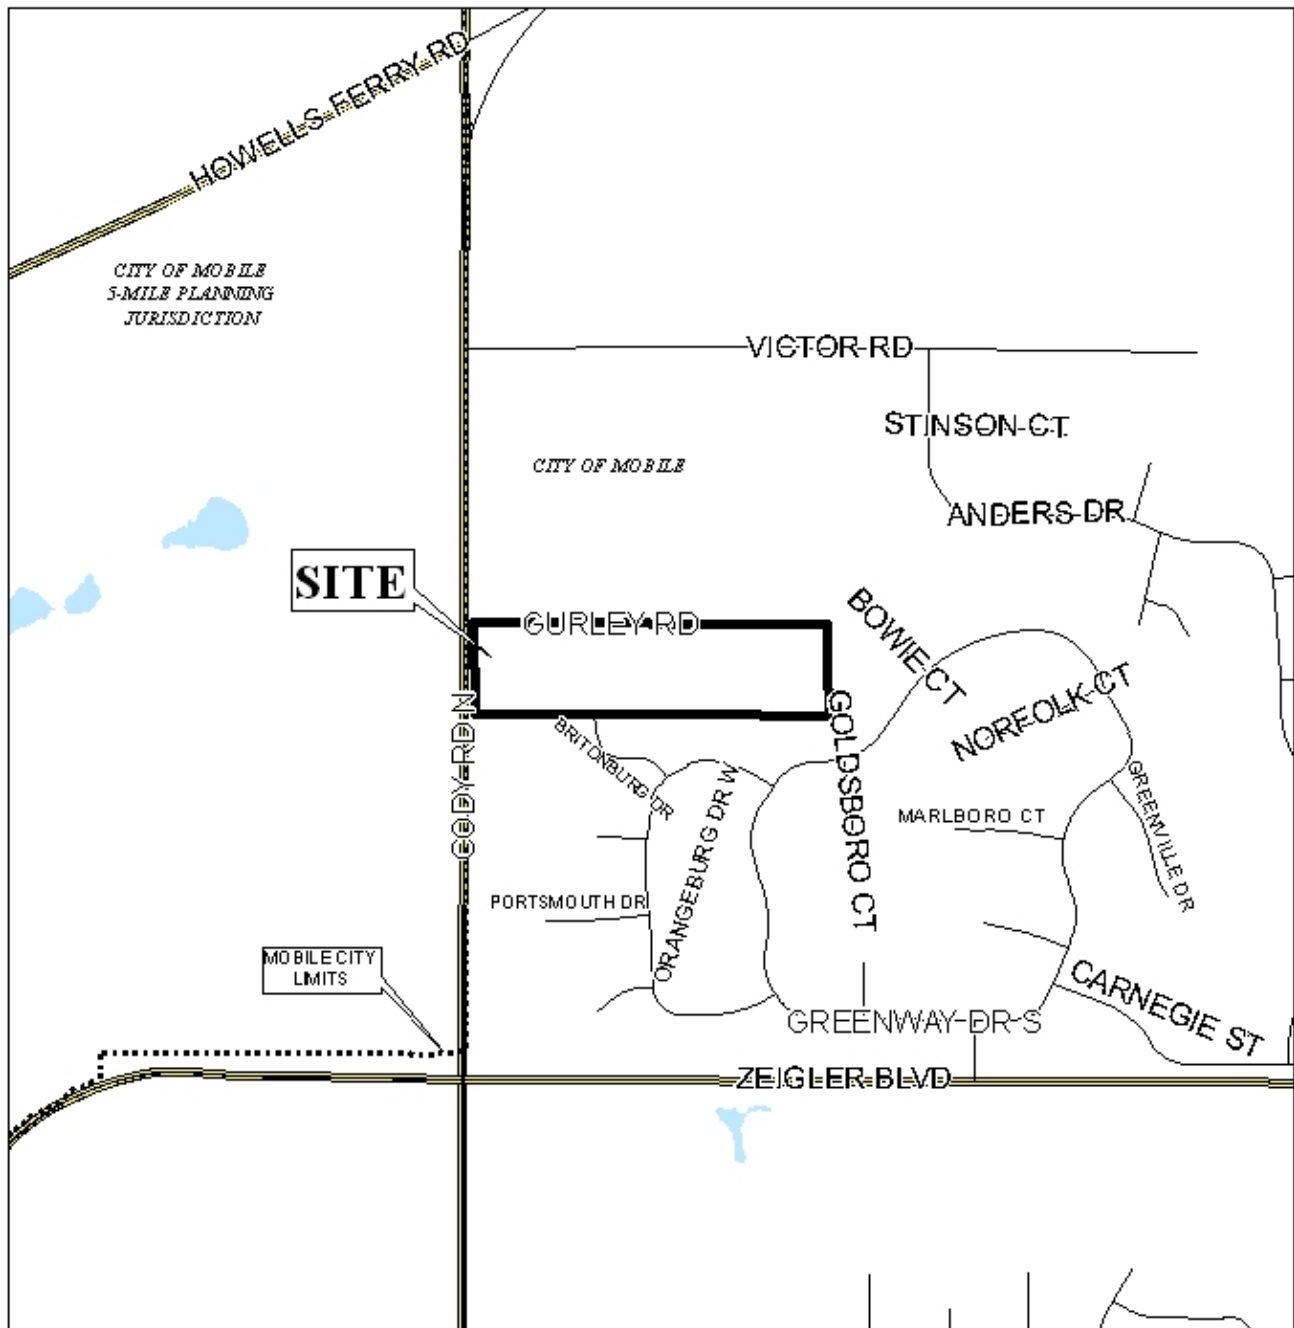 HOWELLS FERRY RD
CITY OF MOBILE
5-MILE PLANNING
JURISDICTION
VICTOR RD
STINSON CT
CITY OF MOBILE
ANDERS DR
SITE
GURLEY RD
BOWIE CT
NORFOLK CT
CODY RD N
GOLDSBORO CT
BRITONBURG DR
ORANGEBURG DR W
GREENVILLE DR
MARLBORO CT
PORTSMOUTH DR
MOBILE CITY
LIMITS
CARNEGIE ST
GREENWAY DR S
ZEIGLER BLVD